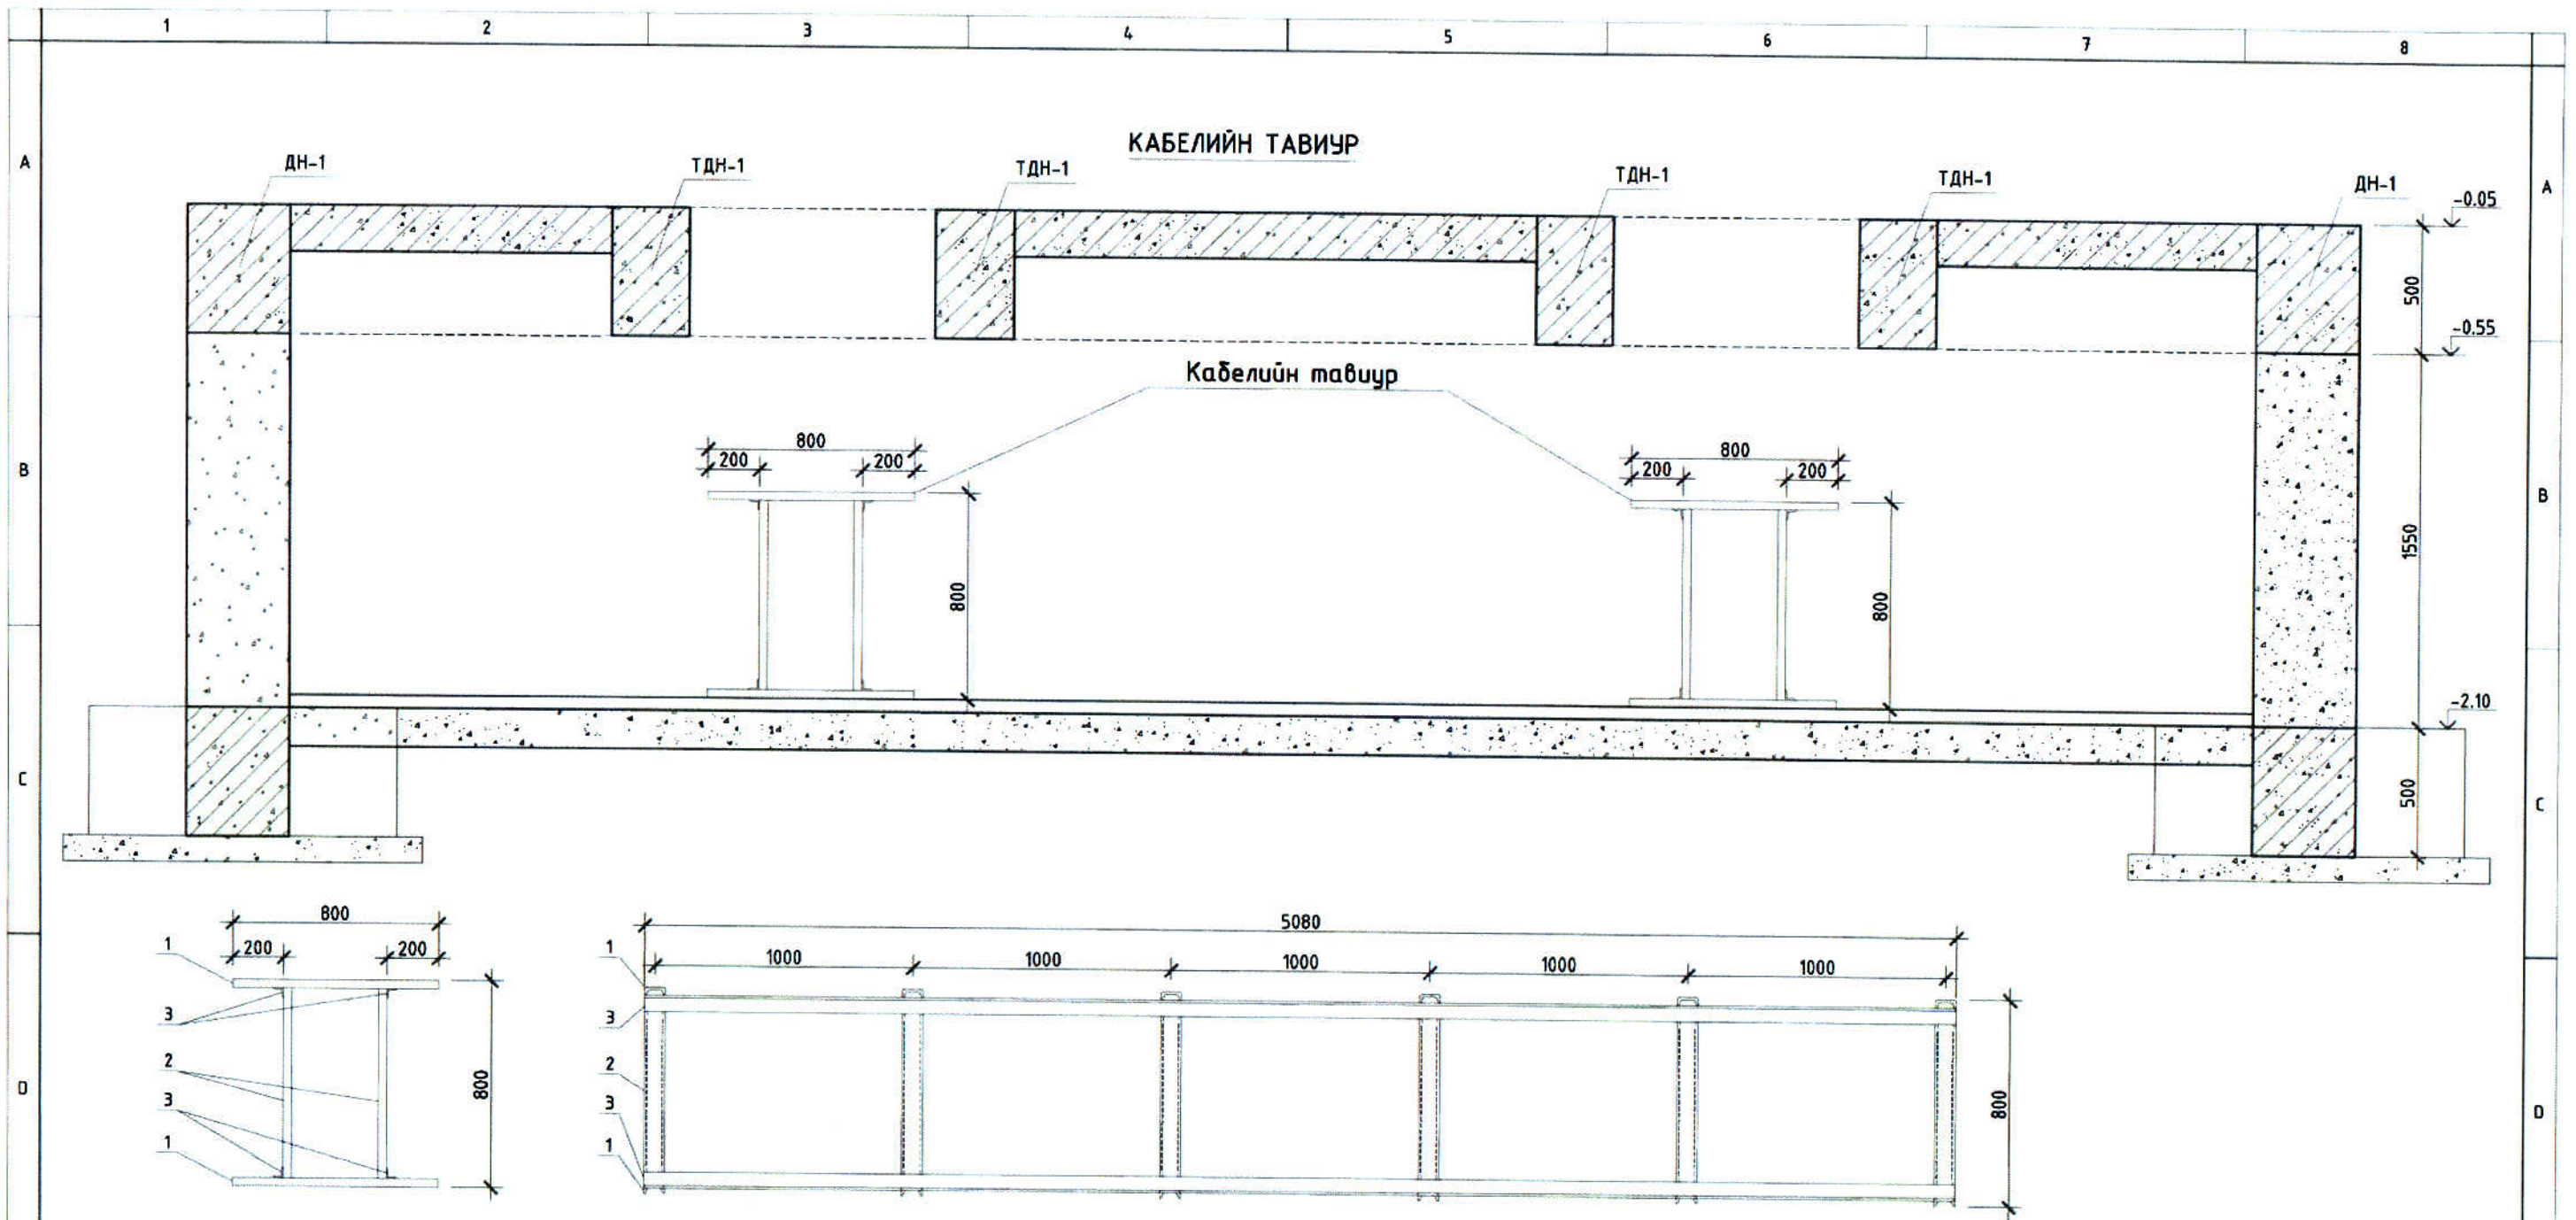 1 2 3 4 5 6 7 8
КАБЕЛИЙН ТАВИУР
A ДН-1 ТДН-1 ТДН-1 ТДН-1 ТДН-1 ДН-1 A
-0.05
500
-0.55
Кабелийн тавиур
800 800
B 200 200 200 200 B
800 800 1550
-2.10
C 500 C
800 5080
1 200 200 1 1000 1000 1000 1000 1000
3 3
2 2
D 3 800 3 800 D
1 1